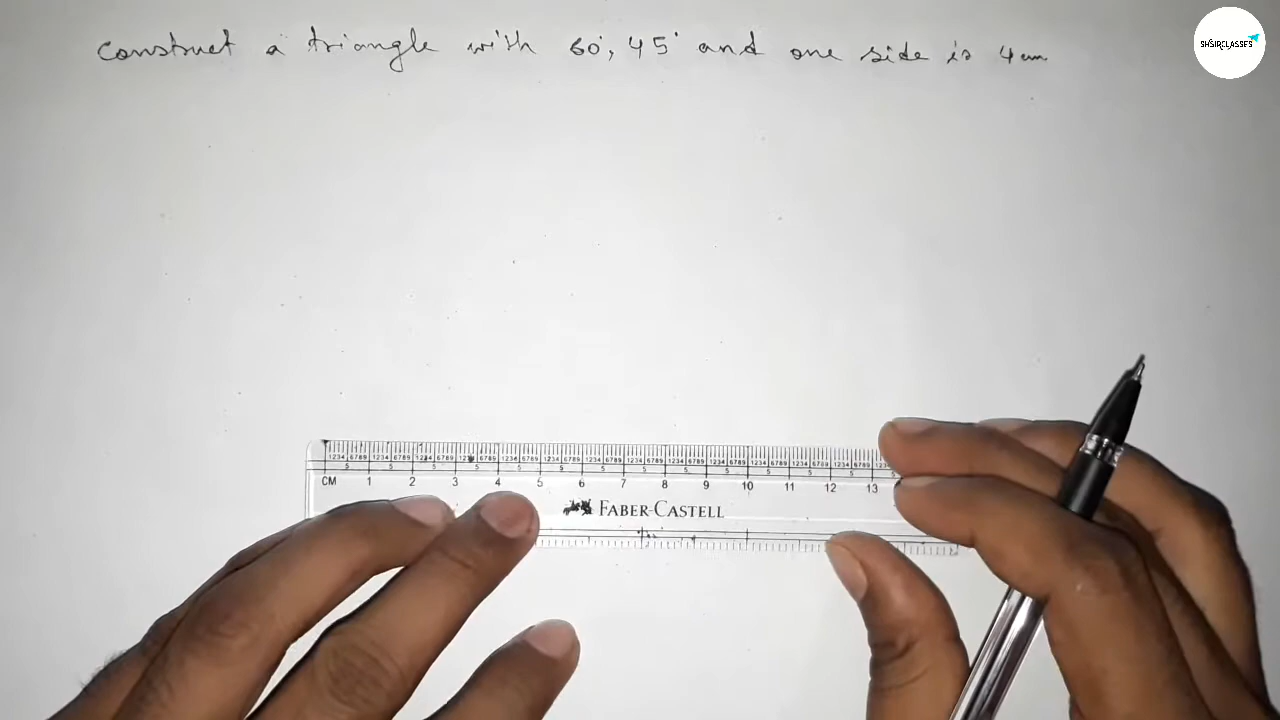 construct a triangle with 60°, 45° and one side is 4cm
SHSIRCLASSES
CM 1 2 3 4 5 6 7 8 9 10 11 12 13
FABER-CASTELL